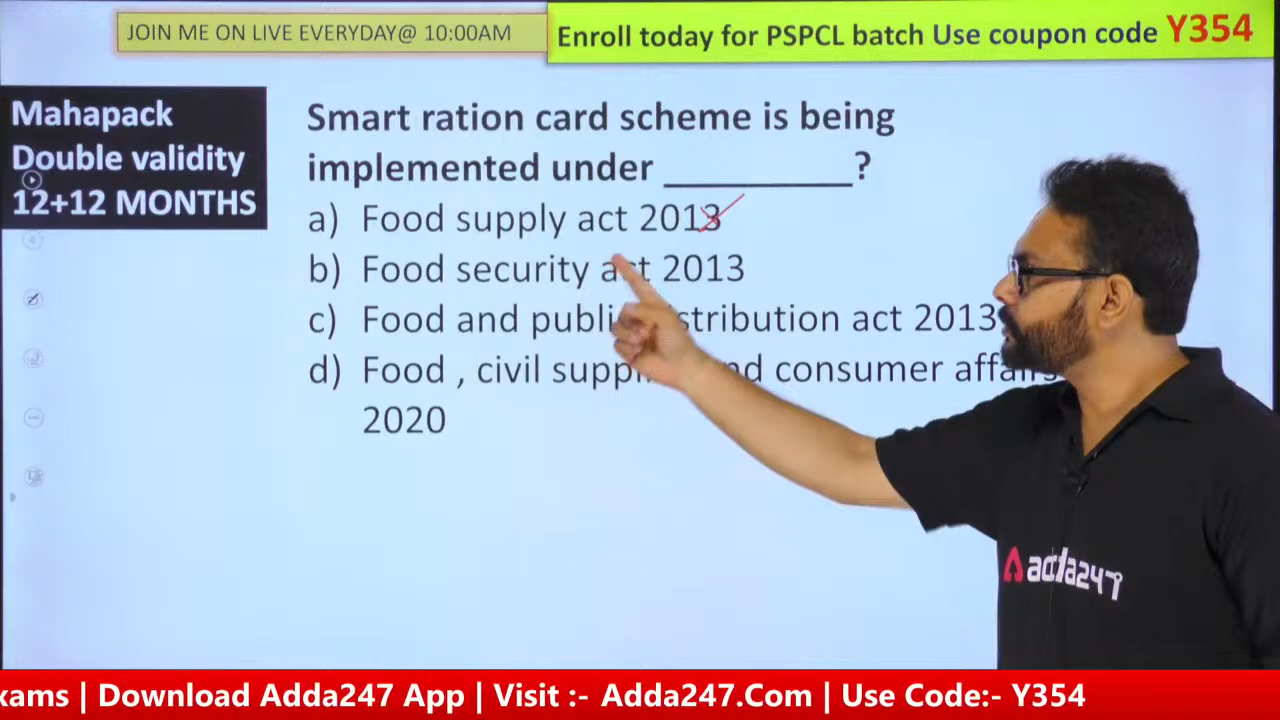 JOIN ME ON LIVE EVERYDAY@ 10:00AM
Enroll today for PSPCL batch Use coupon code Y354
Mahapack
Double validity
12+12 MONTHS
Smart ration card scheme is being
implemented under __________?
a) Food supply act 2013
b) Food security act 2013
c) Food and public distribution act 2013
d) Food , civil supplies and consumer affairs
2020
adda247
xams | Download Adda247 App | Visit :- Adda247.Com | Use Code:- Y354